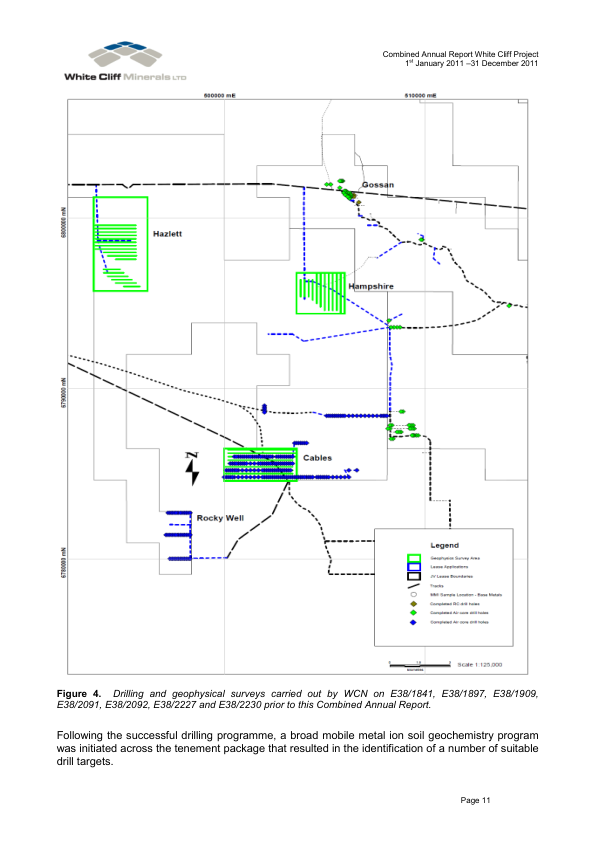 White Cliff Minerals LTD
Combined Annual Report White Cliff Project
1st January 2011 –31 December 2011
600000 mE
610000 mE
Gossan
6800000 mN
Hazlett
Hampshire
6790000 mN
N
Cables
Rocky Well
6780000 mN
Legend
Geophysics Survey Area
Lease Applications
JV Lease Boundaries
Tracks
MMI Sample Location - Base Metals
Completed RC drill holes
Completed Air core drill holes
Completed Air core drill holes
Scale 1:125,000
Figure 4. Drilling and geophysical surveys carried out by WCN on E38/1841, E38/1897, E38/1909,
E38/2091, E38/2092, E38/2227 and E38/2230 prior to this Combined Annual Report.
Following the successful drilling programme, a broad mobile metal ion soil geochemistry program
was initiated across the tenement package that resulted in the identification of a number of suitable
drill targets.
Page 11